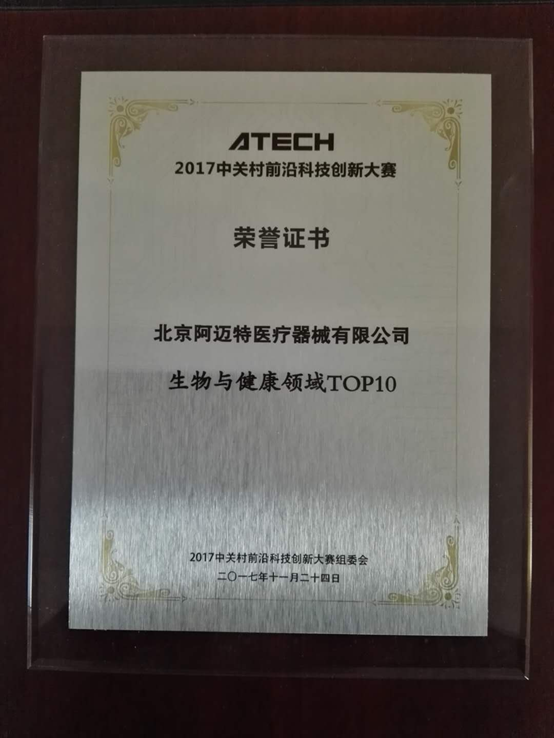 ATECH
2017中关村前沿科技创新大赛
荣誉证书
北京阿迈特医疗器械有限公司
生物与健康领域TOP10
2017中关村前沿科技创新大赛组委会
二〇一七年十一月二十四日